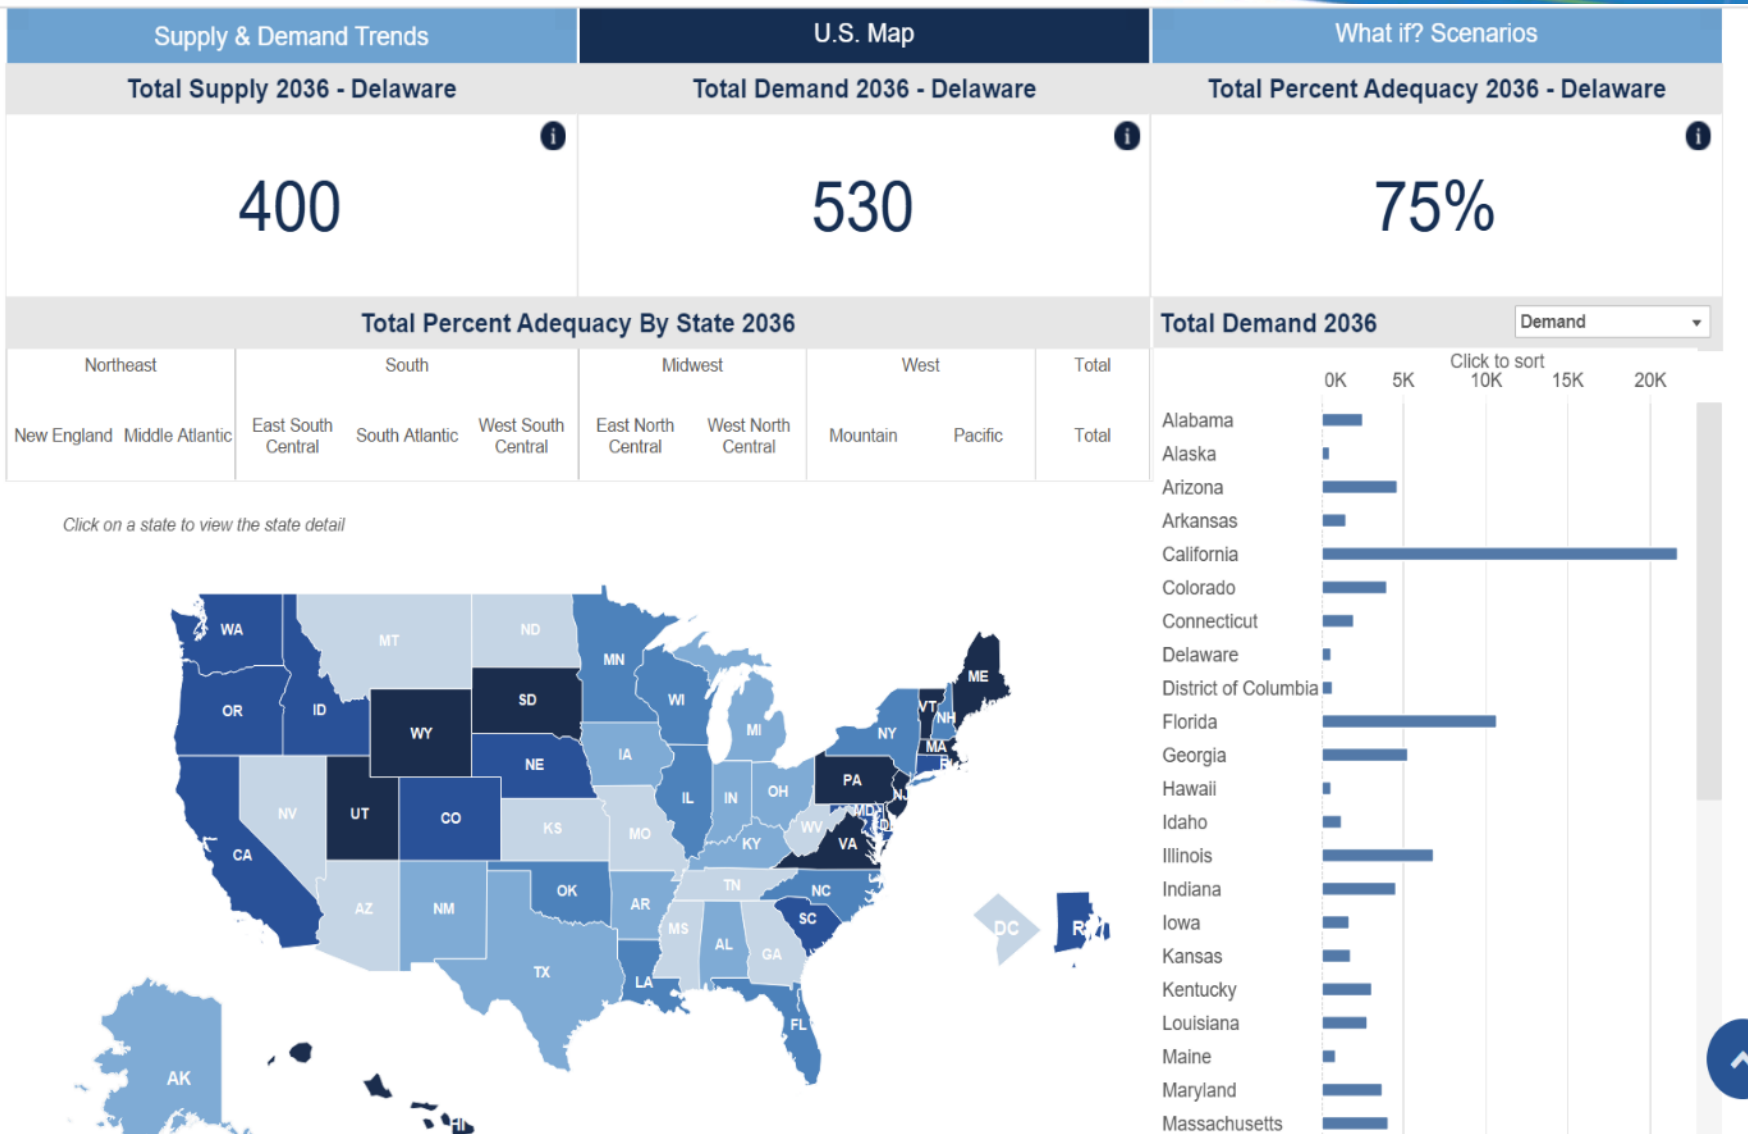 Supply & Demand Trends
U.S. Map
What if? Scenarios
Total Supply 2036 - Delaware
Total Demand 2036 - Delaware
Total Percent Adequacy 2036 - Delaware
i
i
i
400
530
75%
Total Percent Adequacy By State 2036
Northeast
South
Midwest
West
Total
New England
Middle Atlantic
East South
Central
South Atlantic
West South
Central
East North
Central
West North
Central
Mountain
Pacific
Total
Click on a state to view the state detail
WA
MT
ND
MN
ME
OR
ID
SD
WI
VT
NH
WY
MI
NY
MA
NE
IA
PA
NJ
UT
CO
IL
IN
OH
MD
NV
KS
MO
WV
KY
VA
CA
TN
NC
AZ
NM
OK
AR
SC
MS
AL
GA
DC
TX
LA
FL
AK
HI
Total Demand 2036
Demand
Click to sort
0K 5K 10K 15K 20K
Alabama
Alaska
Arizona
Arkansas
California
Colorado
Connecticut
Delaware
District of Columbia
Florida
Georgia
Hawaii
Idaho
Illinois
Indiana
Iowa
Kansas
Kentucky
Louisiana
Maine
Maryland
Massachusetts